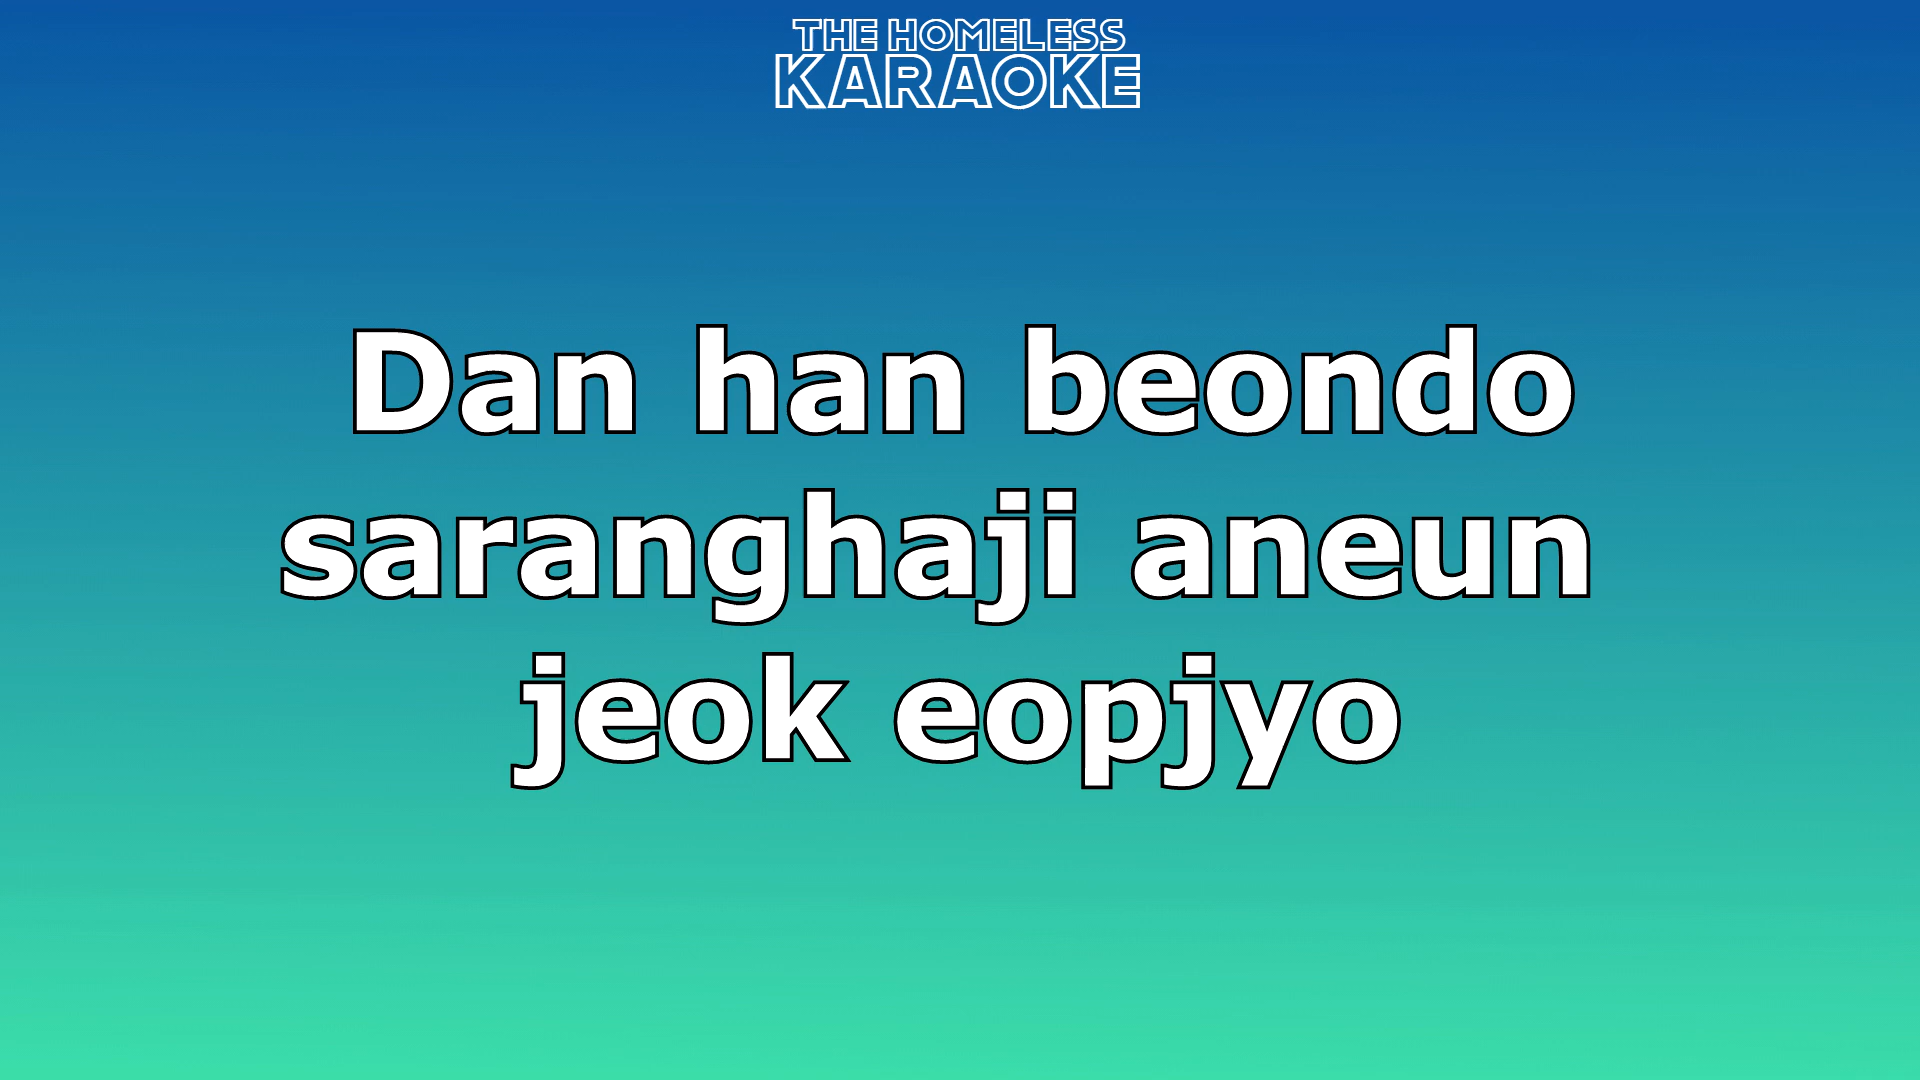 THE HOMELESS
KARAOKE
Dan han beondo
saranghaji aneun
jeok eopjyo